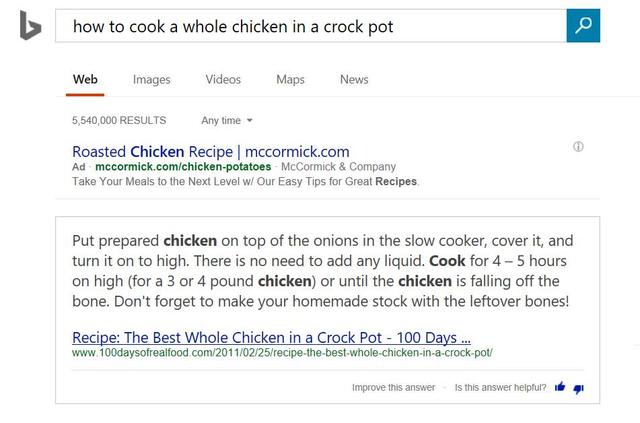 how to cook a whole chicken in a crock pot
Web Images Videos Maps News
5,540,000 RESULTS Any time
Roasted Chicken Recipe | mccormick.com
Ad · mccormick.com/chicken-potatoes · McCormick & Company
Take Your Meals to the Next Level w/ Our Easy Tips for Great Recipes.
Put prepared chicken on top of the onions in the slow cooker, cover it, and
turn it on to high. There is no need to add any liquid. Cook for 4 – 5 hours
on high (for a 3 or 4 pound chicken) or until the chicken is falling off the
bone. Don't forget to make your homemade stock with the leftover bones!
Recipe: The Best Whole Chicken in a Crock Pot - 100 Days ...
www.100daysofrealfood.com/2011/02/25/recipe-the-best-whole-chicken-in-a-crock-pot/
Improve this answer · Is this answer helpful?